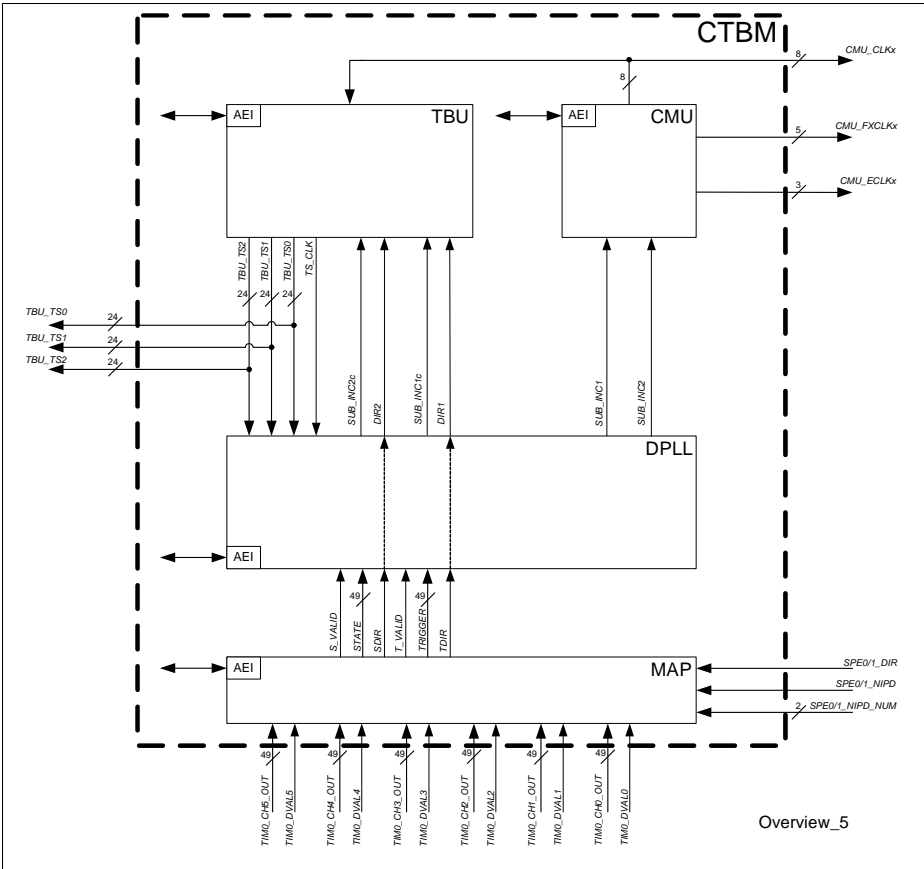 CTBM
8
CMU_CLKx
8
AEI
TBU
AEI
CMU
5
CMU_FXCLKx
3
CMU_ECLKx
TBU_TS2
TBU_TS1
TBU_TS0
TS_CLK
24
24
24
TBU_TS0
24
TBU_TS1
24
TBU_TS2
24
SUB_INC2c
DIR2
SUB_INC1c
DIR1
SUB_INC1
SUB_INC2
DPLL
AEI
S_VALID
STATE
49
SDIR
T_VALID
TRIGGER
49
TDIR
AEI
MAP
SPE0/1_DIR
SPE0/1_NIPD
2
SPE0/1_NIPD_NUM
49
49
49
49
49
49
TIM0_CH5_OUT
TIM0_DVAL5
TIM0_CH4_OUT
TIM0_DVAL4
TIM0_CH3_OUT
TIM0_DVAL3
TIM0_CH2_OUT
TIM0_DVAL2
TIM0_CH1_OUT
TIM0_DVAL1
TIM0_CH0_OUT
TIM0_DVAL0
Overview_5